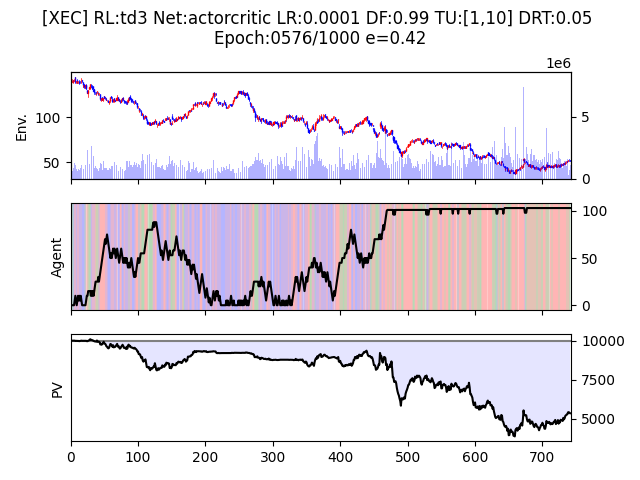 [XEC] RL:td3 Net:actorcritic LR:0.0001 DF:0.99 TU:[1,10] DRT:0.05
Epoch:0576/1000 e=0.42
1e6
Env.
100
50
5
0
Agent
100
50
0
PV
10000
7500
5000
0 100 200 300 400 500 600 700